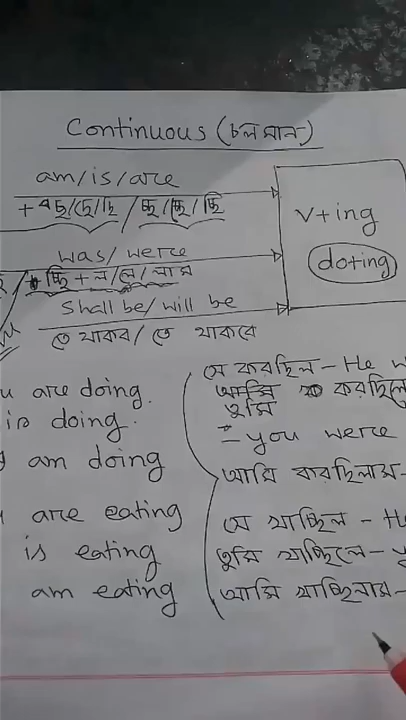 Continuous (চলমান)
am/is/are
V+ing
was/were
doing
Shall be/will be
তে থাকব/ তে থাকবে
সে করছিল - He
are doing.
করছিলে
is doing.
তুমি
= you were
am doing
আমি করছিলাম -
are eating
সে খাচ্ছিল - He
is eating
তুমি খাচ্ছিলে -
am eating
আমি খাচ্ছিলাম -